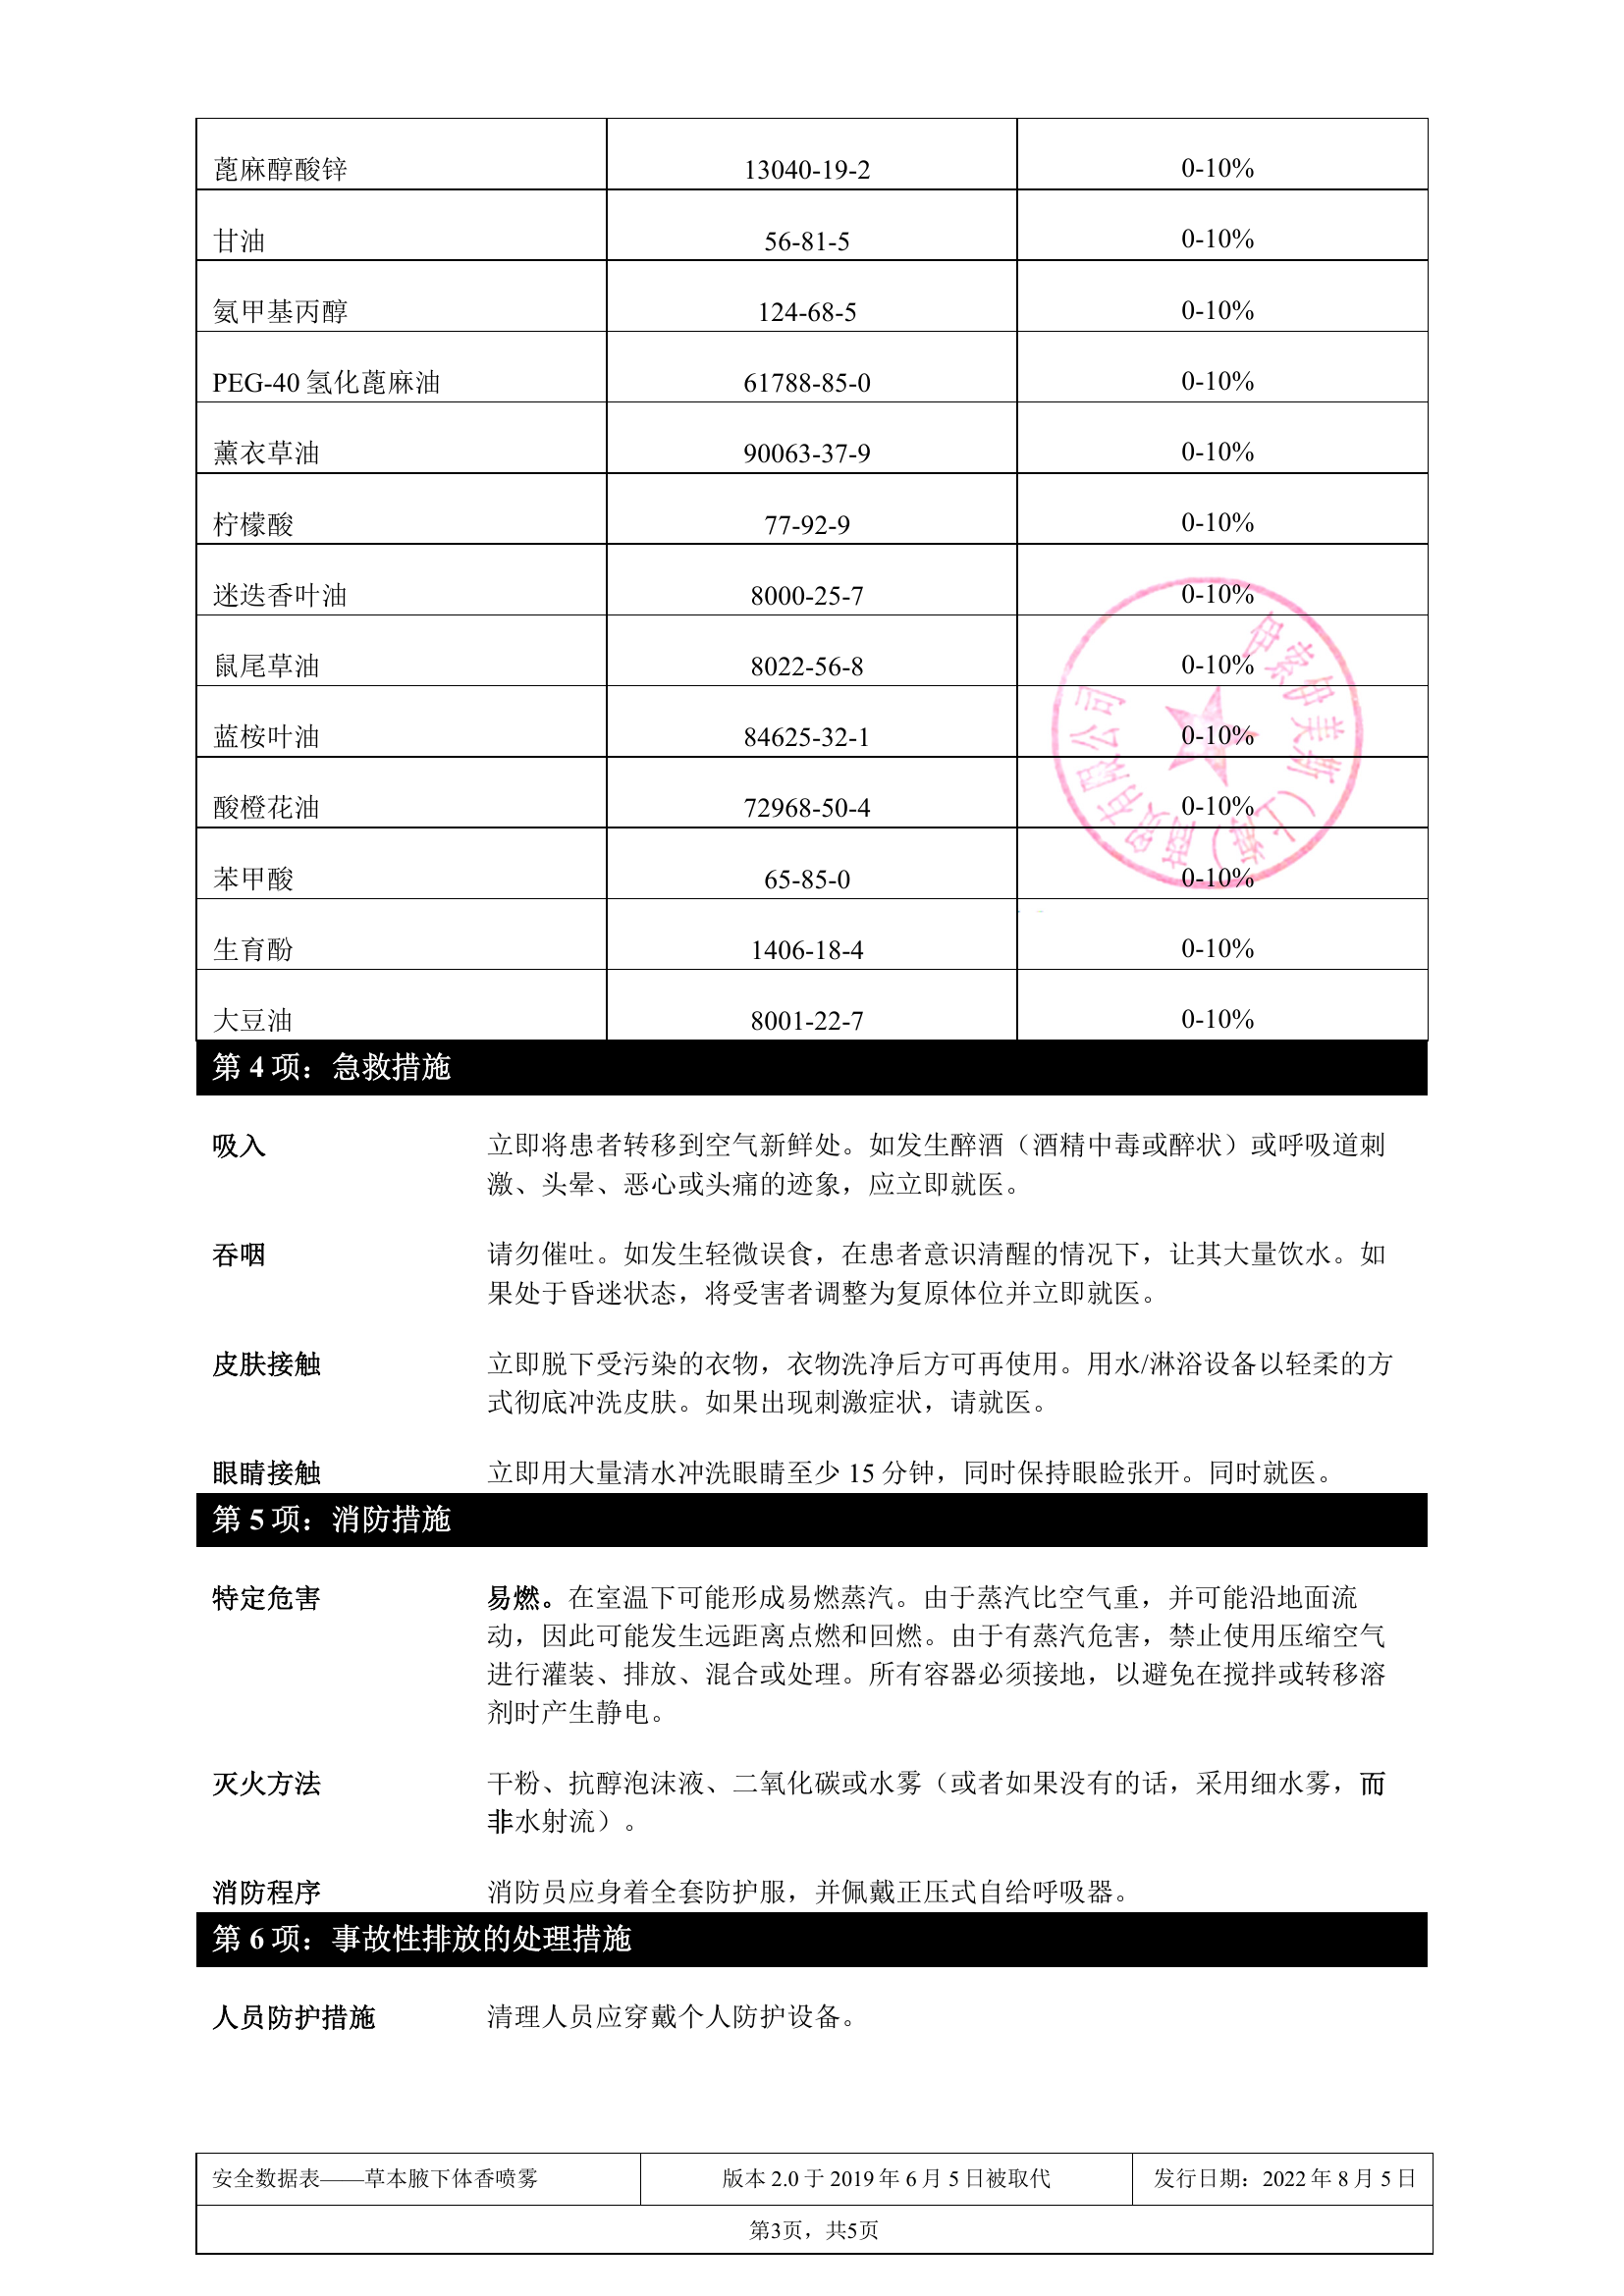 蓖麻醇酸锌 13040-19-2 0-10%
甘油 56-81-5 0-10%
氨甲基丙醇 124-68-5 0-10%
PEG-40 氢化蓖麻油 61788-85-0 0-10%
薰衣草油 90063-37-9 0-10%
柠檬酸 77-92-9 0-10%
迷迭香叶油 8000-25-7 0-10%
鼠尾草油 8022-56-8 0-10%
蓝桉叶油 84625-32-1 0-10%
酸橙花油 72968-50-4 0-10%
苯甲酸 65-85-0 0-10%
生育酚 1406-18-4 0-10%
大豆油 8001-22-7 0-10%
伊索伊美斯（上海）商贸有限公司
第 4 项：急救措施
吸入 立即将患者转移到空气新鲜处。如发生醉酒（酒精中毒或醉状）或呼吸道刺
激、头晕、恶心或头痛的迹象，应立即就医。
吞咽 请勿催吐。如发生轻微误食，在患者意识清醒的情况下，让其大量饮水。如
果处于昏迷状态，将受害者调整为复原体位并立即就医。
皮肤接触 立即脱下受污染的衣物，衣物洗净后方可再使用。用水/淋浴设备以轻柔的方
式彻底冲洗皮肤。如果出现刺激症状，请就医。
眼睛接触 立即用大量清水冲洗眼睛至少 15 分钟，同时保持眼睑张开。同时就医。
第 5 项：消防措施
特定危害 易燃。在室温下可能形成易燃蒸汽。由于蒸汽比空气重，并可能沿地面流
动，因此可能发生远距离点燃和回燃。由于有蒸汽危害，禁止使用压缩空气
进行灌装、排放、混合或处理。所有容器必须接地，以避免在搅拌或转移溶
剂时产生静电。
灭火方法 干粉、抗醇泡沫液、二氧化碳或水雾（或者如果没有的话，采用细水雾，而
非水射流）。
消防程序 消防员应身着全套防护服，并佩戴正压式自给呼吸器。
第 6 项：事故性排放的处理措施
人员防护措施 清理人员应穿戴个人防护设备。
安全数据表——草本腋下体香喷雾 版本 2.0 于 2019 年 6 月 5 日被取代 发行日期：2022 年 8 月 5 日
第3页，共5页